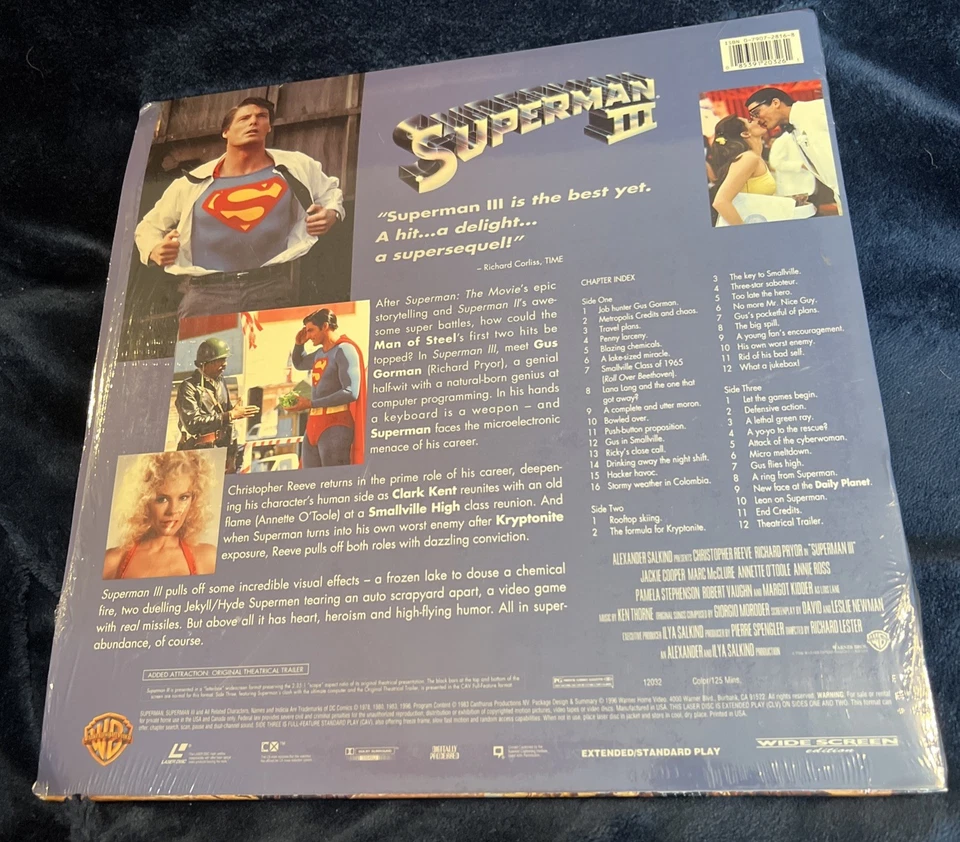 ISBN 0-7907-2816-8
0 85391 20326
SUPERMAN III
"Superman III is the best yet.
A hit...a delight...
a supersequel!"
– Richard Corliss, TIME
After Superman: The Movie's epic
storytelling and Superman II's awe-
some super battles, how could the
Man of Steel's first two hits be
topped? In Superman III, meet Gus
Gorman (Richard Pryor), a genial
half-wit with a natural-born genius at
computer programming. In his hands
a keyboard is a weapon – and
Superman faces the microelectronic
menace of his career.
Christopher Reeve returns in the prime role of his career, deepen-
ing his character's human side as Clark Kent reunites with an old
flame (Annette O'Toole) at a Smallville High class reunion. And
when Superman turns into his own worst enemy after Kryptonite
exposure, Reeve pulls off both roles with dazzling conviction.
Superman III pulls off some incredible visual effects – a frozen lake to douse a chemical
fire, two duelling Jekyll/Hyde Supermen tearing an auto scrapyard apart, a video game
with real missiles. But above all it has heart, heroism and high-flying humor. All in super-
abundance, of course.
CHAPTER INDEX
Side One
1 Job hunter Gus Gorman.
2 Metropolis Credits and chaos.
3 Travel plans.
4 Penny larceny.
5 Blazing chemicals.
6 A lake-sized miracle.
7 Smallville Class of 1965
(Roll Over Beethoven).
8 Lana Lang and the one that
got away?
9 A complete and utter moron.
10 Bowled over.
11 Push-button proposition.
12 Gus in Smallville.
13 Ricky's close call.
14 Drinking away the night shift.
15 Hacker havoc.
16 Stormy weather in Colombia.
Side Two
1 Rooftop skiing.
2 The formula for Kryptonite.
3 The key to Smallville.
4 Three-star saboteur.
5 Too late the hero.
6 No more Mr. Nice Guy.
7 Gus's pocketful of plans.
8 The big spill.
9 A young fan's encouragement.
10 His own worst enemy.
11 Rid of his bad self.
12 What a jukebox!
Side Three
1 Let the games begin.
2 Defensive action.
3 A lethal green ray.
4 A yo-yo to the rescue?
5 Attack of the cyberwoman.
6 Micro meltdown.
7 Gus flies high.
8 A ring from Superman.
9 New face at the Daily Planet.
10 Lean on Superman.
11 End Credits.
12 Theatrical Trailer.
ALEXANDER SALKIND PRESENTS CHRISTOPHER REEVE RICHARD PRYOR IN "SUPERMAN III"
JACKIE COOPER MARC McCLURE ANNETTE O'TOOLE ANNIE ROSS
PAMELA STEPHENSON ROBERT VAUGHN AND MARGOT KIDDER AS LOIS LANE
MUSIC BY KEN THORNE ORIGINAL SONGS COMPOSED BY GIORGIO MORODER SCREENPLAY BY DAVID AND LESLIE NEWMAN
EXECUTIVE PRODUCER ILYA SALKIND PRODUCED BY PIERRE SPENGLER DIRECTED BY RICHARD LESTER
AN ALEXANDER AND ILYA SALKIND PRODUCTION
ADDED ATTRACTION: ORIGINAL THEATRICAL TRAILER
PG
12032
Color/125 Mins.
LASER DISC
CX
DOLBY SURROUND
DIGITALLY PROCESSED
EXTENDED/STANDARD PLAY
WIDE SCREEN
edition